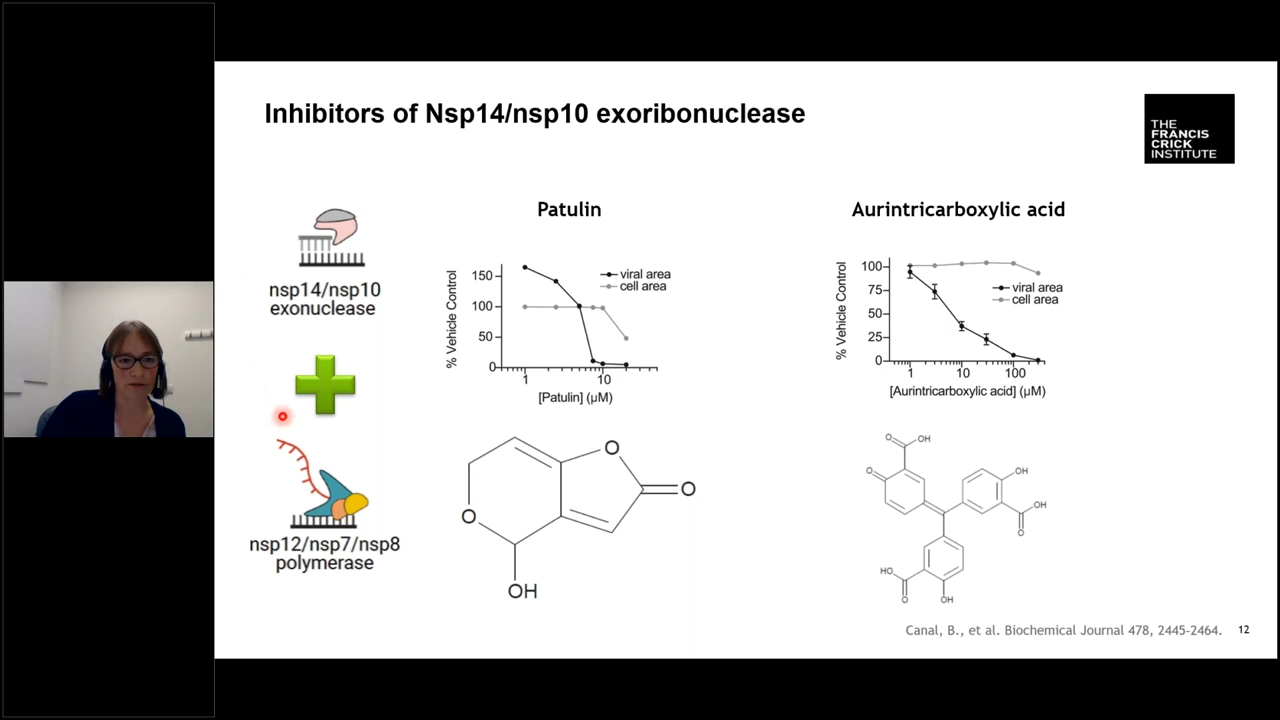 Inhibitors of Nsp14/nsp10 exoribonuclease
THE
FRANCIS
CRICK
INSTITUTE
nsp14/nsp10
exonuclease
nsp12/nsp7/nsp8
polymerase
Patulin
% Vehicle Control
150
100
50
0
1
10
[Patulin] (µM)
viral area
cell area
O
O
O
OH
Aurintricarboxylic acid
% Vehicle Control
100
75
50
25
0
1
10
100
[Aurintricarboxylic acid] (µM)
viral area
cell area
O
OH
O
OH
OH
O
HO
O
OH
Canal, B., et al. Biochemical Journal 478, 2445-2464.
12